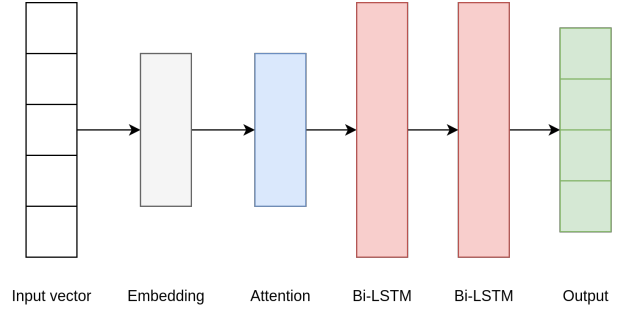 Input vector
Embedding
Attention
Bi-LSTM
Bi-LSTM
Output